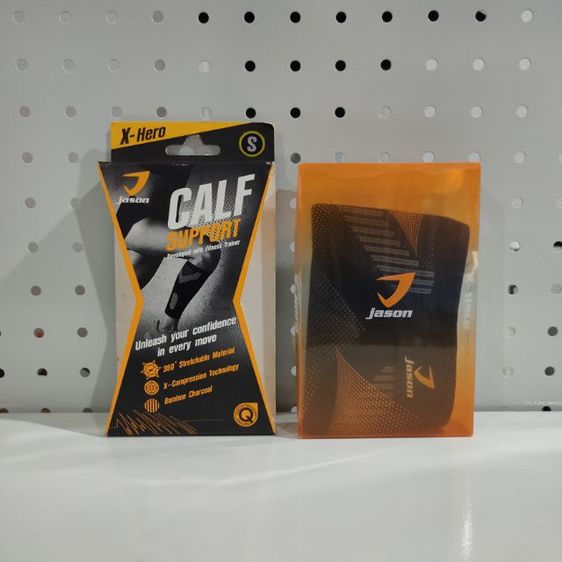 X-Hero
S
jason
CALF
SUPPORT
Developed with Fitness Trainer
Unleash your confidence
in every move
360° Stretchable Material
X-Compression Technology
Bamboo Charcoal
Q
jason
jason